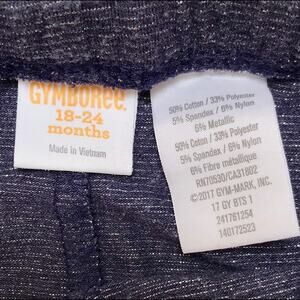 GYMBOREE.
18-24
months
Made in Vietnam
50% Cotton / 33% Polyester
5% Spandex / 6% Nylon
6% Metallic
50% Coton / 33% Polyester
5% Spandex / 6% Nylon
6% Fibre métallique
RN70530/CA31802
©2017 GYM-MARK, INC.
17 GY BTS 1
241761254
140172523